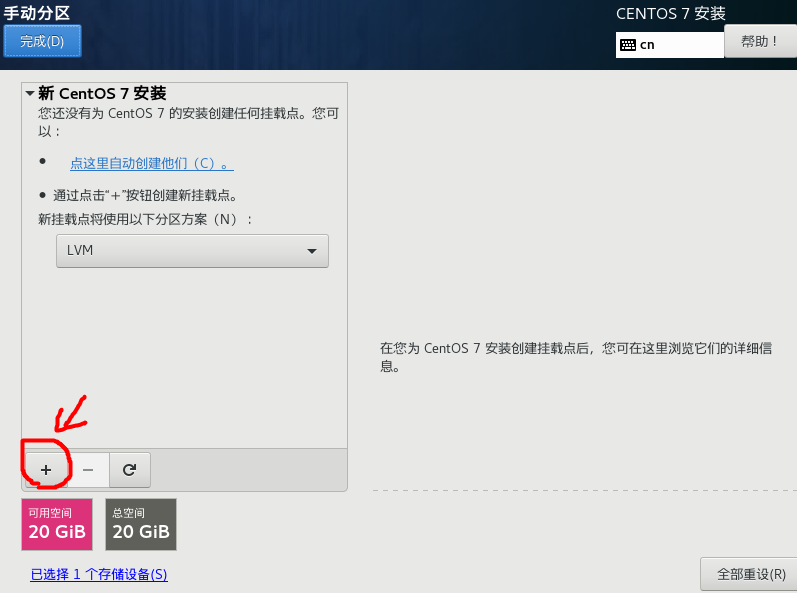 手动分区
完成(D)
CENTOS 7 安装
cn
帮助！
新 CentOS 7 安装
您还没有为 CentOS 7 的安装创建任何挂载点。您可
以：
点这里自动创建他们（C）。
通过点击“+”按钮创建新挂载点。
新挂载点将使用以下分区方案（N）：
LVM
在您为 CentOS 7 安装创建挂载点后，您可在这里浏览它们的详细信
息。
可用空间
20 GiB
总空间
20 GiB
已选择 1 个存储设备(S)
全部重设(R)